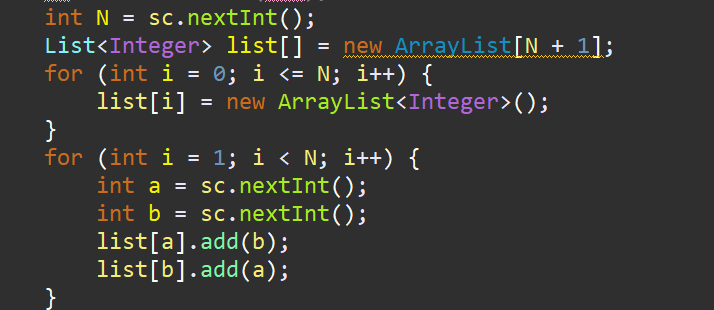 int N = sc.nextInt();
List<Integer> list[] = new ArrayList[N + 1];
for (int i = 0; i <= N; i++) {
    list[i] = new ArrayList<Integer>();
}
for (int i = 1; i < N; i++) {
    int a = sc.nextInt();
    int b = sc.nextInt();
    list[a].add(b);
    list[b].add(a);
}